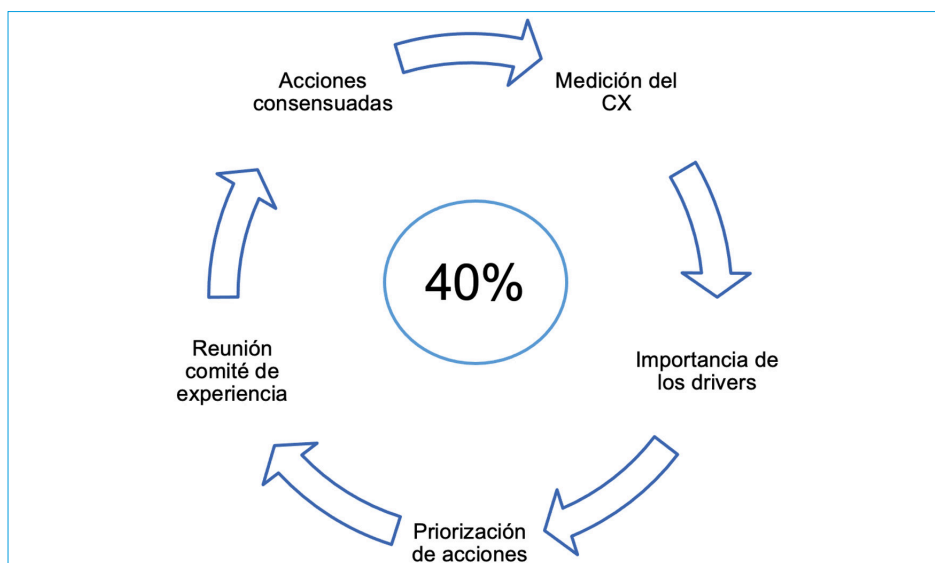 Acciones
consensuadas
Medición del
CX
40%
Importancia de
los drivers
Reunión
comité de
experiencia
Priorización
de acciones